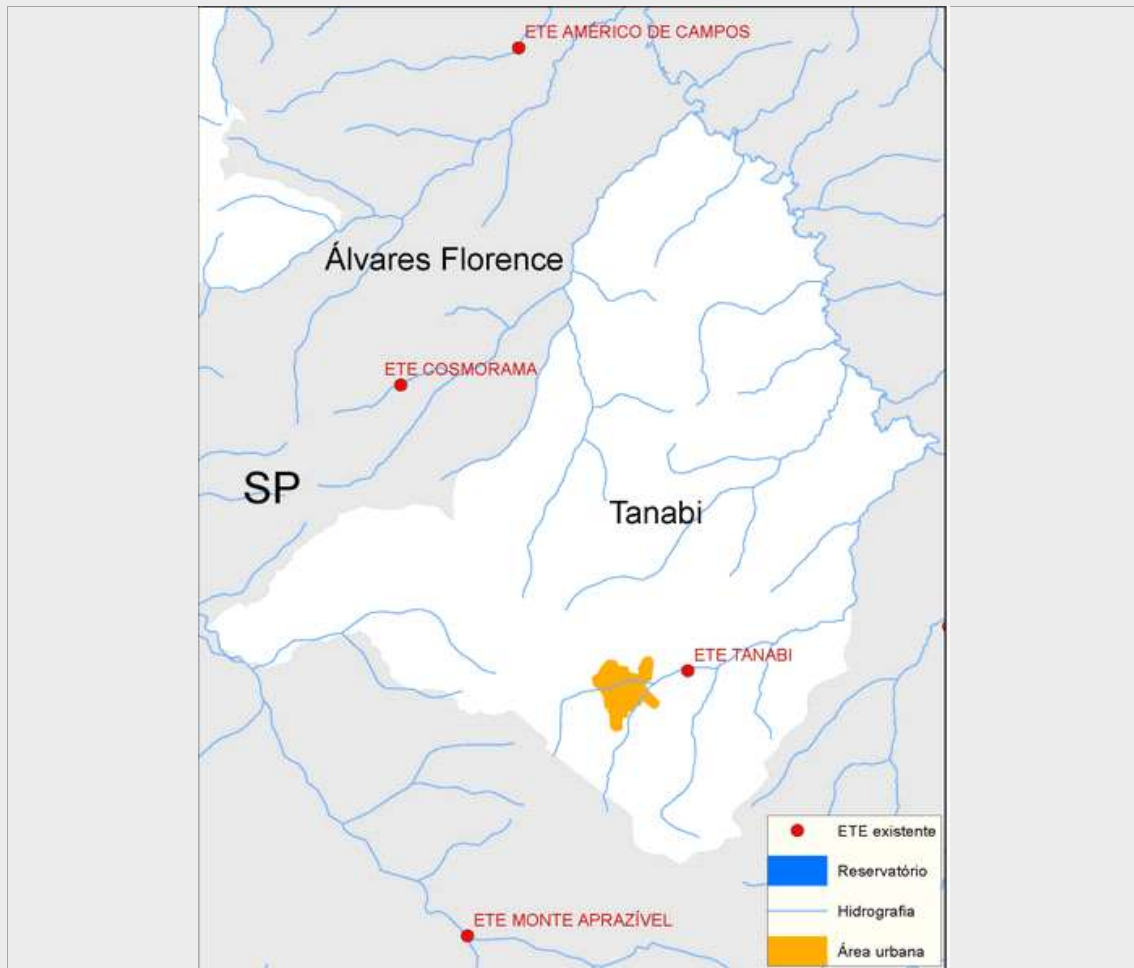 ETE AMÉRICO DE CAMPOS
Álvares Florence
ETE COSMORAMA
SP
Tanabi
ETE TANABI
ETE existente
Reservatório
Hidrografia
ETE MONTE APRAZÍVEL
Área urbana